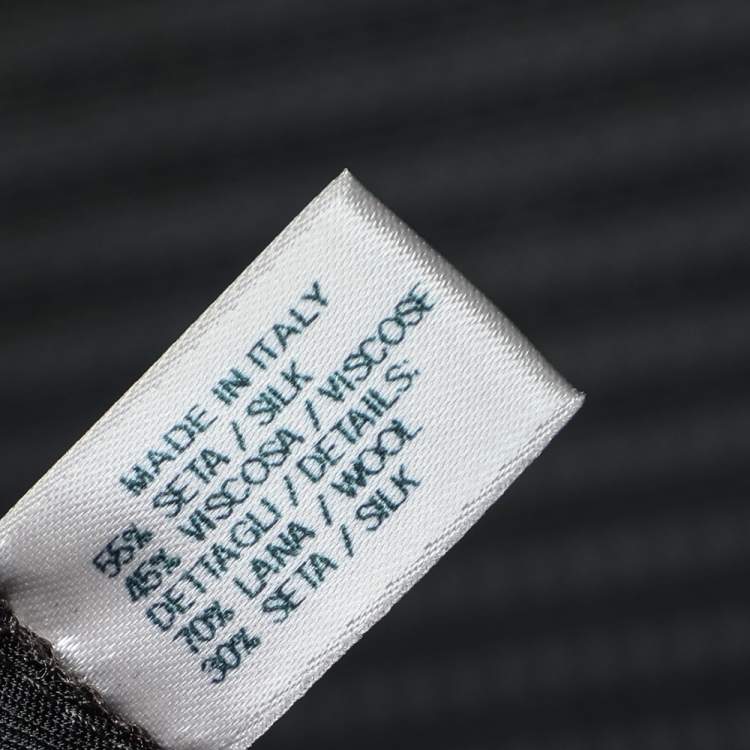 MADE IN ITALY
55% SETA / SILK
45% VISCOSA / VISCOSE
DETTAGLI / DETAILS:
70% LANA / WOOL
30% SETA / SILK